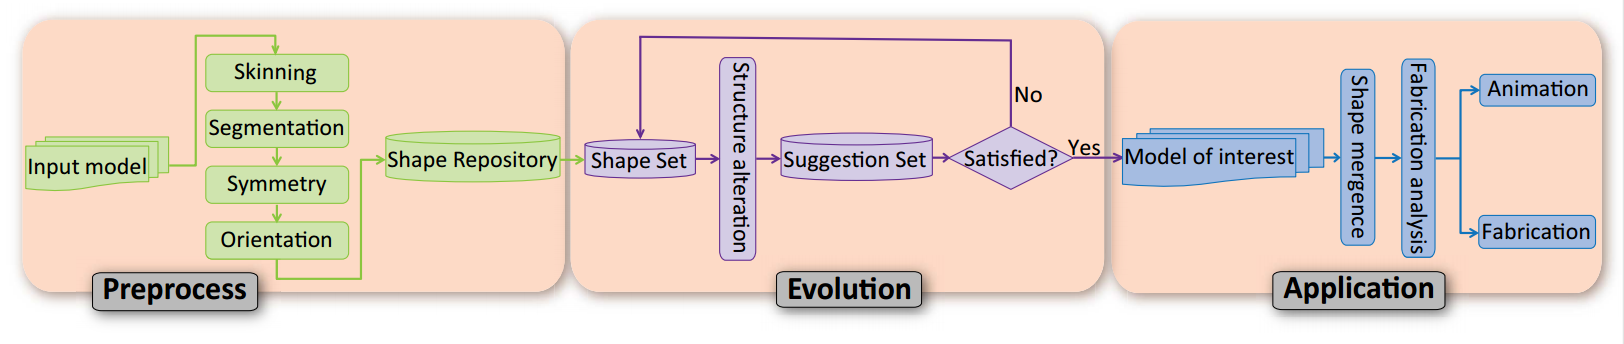 Input model
Skinning
Segmentation
Symmetry
Orientation
Shape Repository
Preprocess
Shape Set
Structure alteration
Suggestion Set
Satisfied?
No
Yes
Evolution
Model of interest
Shape mergence
Fabrication analysis
Animation
Fabrication
Application